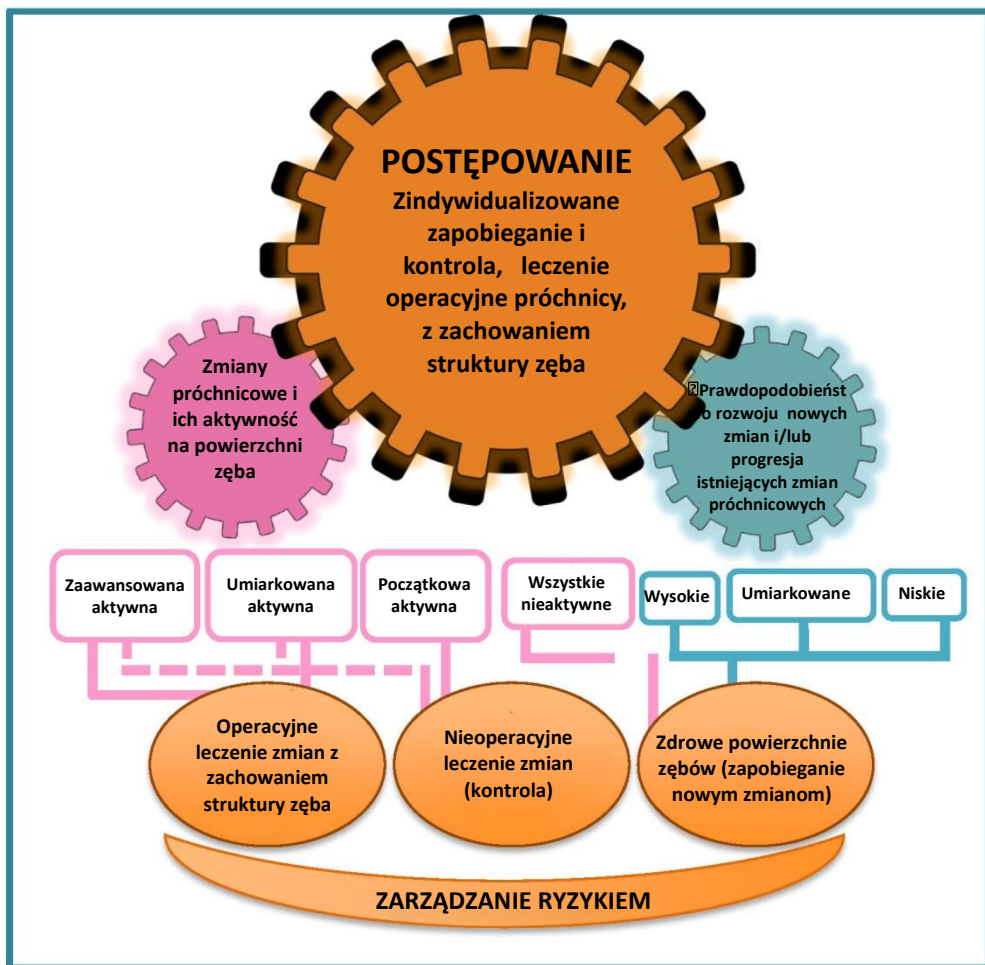 POSTĘPOWANIE
Zindywidualizowane
zapobieganie i
kontrola, leczenie
operacyjne próchnicy,
z zachowaniem
struktury zęba
Zmiany
próchnicowe i
ich aktywność
na powierzchni
zęba
Prawdopodobieńst
o rozwoju nowych
zmian i/lub
progresja
istniejących zmian
próchnicowych
Zaawansowana
aktywna
Umiarkowana
aktywna
Początkowa
aktywna
Wszystkie
nieaktywne
Wysokie
Umiarkowane
Niskie
Operacyjne
leczenie zmian z
zachowaniem
struktury zęba
Nieoperacyjne
leczenie zmian
(kontrola)
Zdrowe powierzchnie
zębów (zapobieganie
nowym zmianom)
ZARZĄDZANIE RYZYKIEM